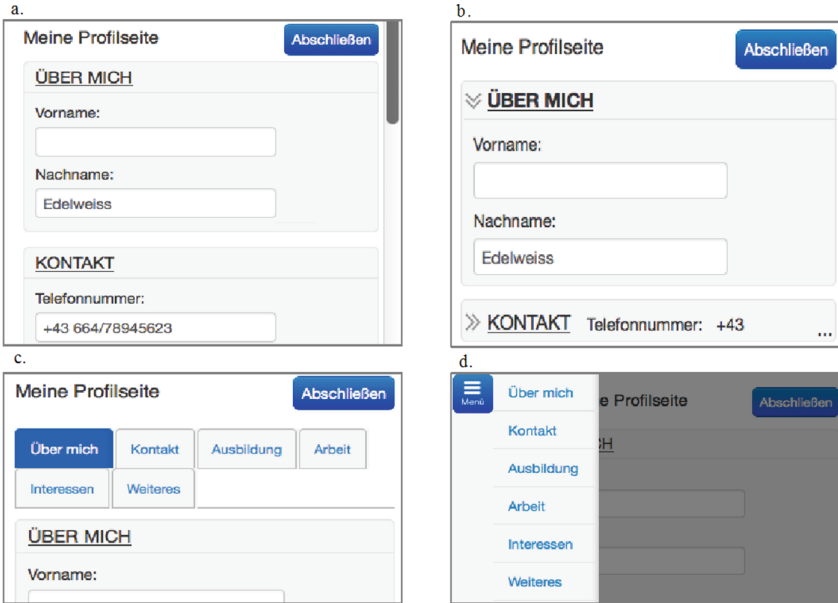 a.
Meine Profilseite Abschließen
ÜBER MICH
Vorname:
Nachname:
Edelweiss
KONTAKT
Telefonnummer:
+43 664/78945623
b.
Meine Profilseite Abschließen
ÜBER MICH
Vorname:
Nachname:
Edelweiss
KONTAKT Telefonnummer: +43 ...
c.
Meine Profilseite Abschließen
Über mich Kontakt Ausbildung Arbeit
Interessen Weiteres
ÜBER MICH
Vorname:
d.
Menü Über mich e Profilseite Abschließen
Kontakt CH
Ausbildung
Arbeit
Interessen
Weiteres